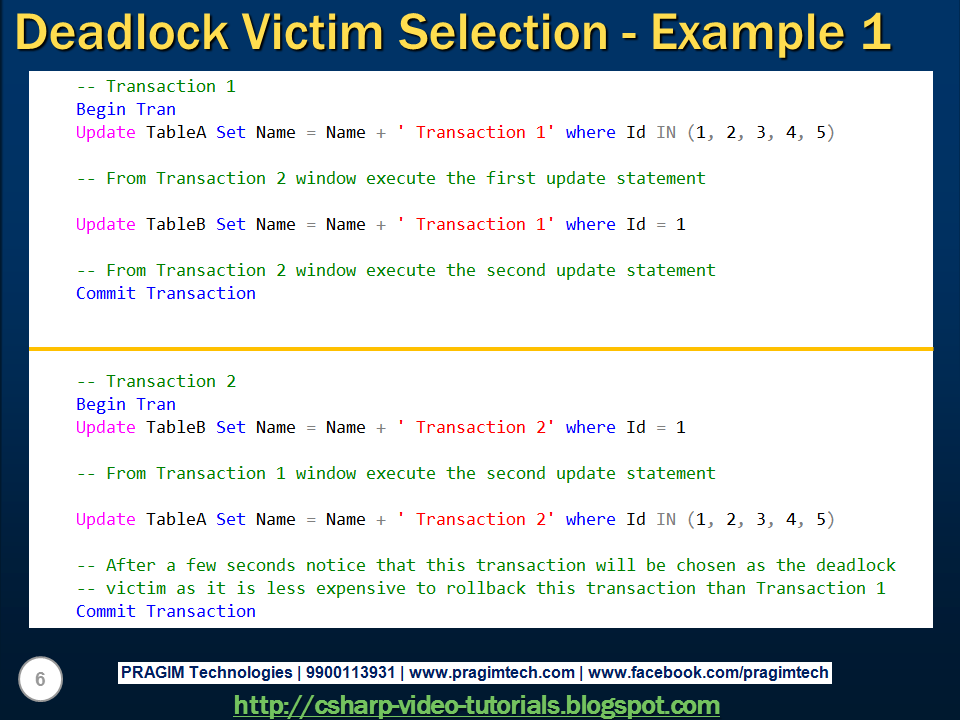 Deadlock Victim Selection - Example 1
-- Transaction 1
Begin Tran
Update TableA Set Name = Name + ' Transaction 1' where Id IN (1, 2, 3, 4, 5)
-- From Transaction 2 window execute the first update statement
Update TableB Set Name = Name + ' Transaction 1' where Id = 1
-- From Transaction 2 window execute the second update statement
Commit Transaction
-- Transaction 2
Begin Tran
Update TableB Set Name = Name + ' Transaction 2' where Id = 1
-- From Transaction 1 window execute the second update statement
Update TableA Set Name = Name + ' Transaction 2' where Id IN (1, 2, 3, 4, 5)
-- After a few seconds notice that this transaction will be chosen as the deadlock
-- victim as it is less expensive to rollback this transaction than Transaction 1
Commit Transaction
6
PRAGIM Technologies | 9900113931 | www.pragimtech.com | www.facebook.com/pragimtech
http://csharp-video-tutorials.blogspot.com